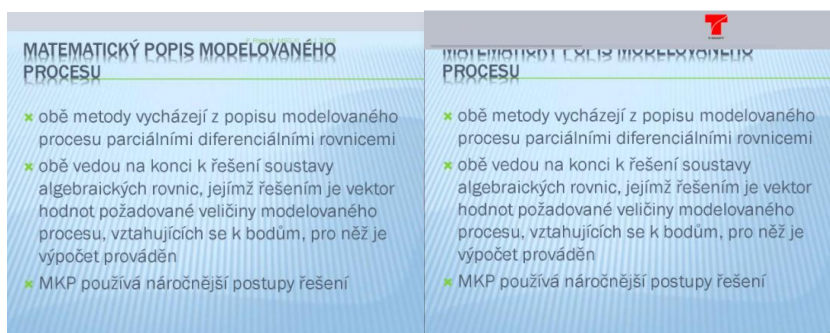 MATEMATICKÝ POPIS MODELOVANÉHO
PROCESU
obě metody vycházejí z popisu modelovaného
procesu parciálními diferenciálními rovnicemi
obě vedou na konci k řešení soustavy
algebraických rovnic, jejímž řešením je vektor
hodnot požadované veličiny modelovaného
procesu, vztahujících se k bodům, pro něž je
výpočet prováděn
MKP používá náročnější postupy řešení
MATEMATICKÝ POPIS MODELOVANÉHO
PROCESU
obě metody vycházejí z popisu modelovaného
procesu parciálními diferenciálními rovnicemi
obě vedou na konci k řešení soustavy
algebraických rovnic, jejímž řešením je vektor
hodnot požadované veličiny modelovaného
procesu, vztahujících se k bodům, pro něž je
výpočet prováděn
MKP používá náročnější postupy řešení